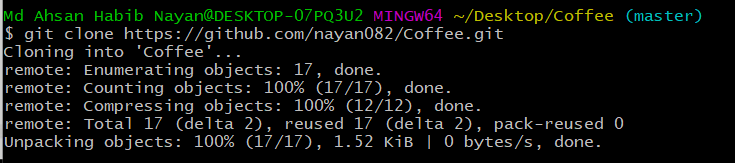 Md Ahsan Habib Nayan@DESKTOP-07PQ3U2 MINGW64 ~/Desktop/Coffee (master)
$ git clone https://github.com/nayan082/Coffee.git
Cloning into 'Coffee'...
remote: Enumerating objects: 17, done.
remote: Counting objects: 100% (17/17), done.
remote: Compressing objects: 100% (12/12), done.
remote: Total 17 (delta 2), reused 17 (delta 2), pack-reused 0
Unpacking objects: 100% (17/17), 1.52 KiB | 0 bytes/s, done.